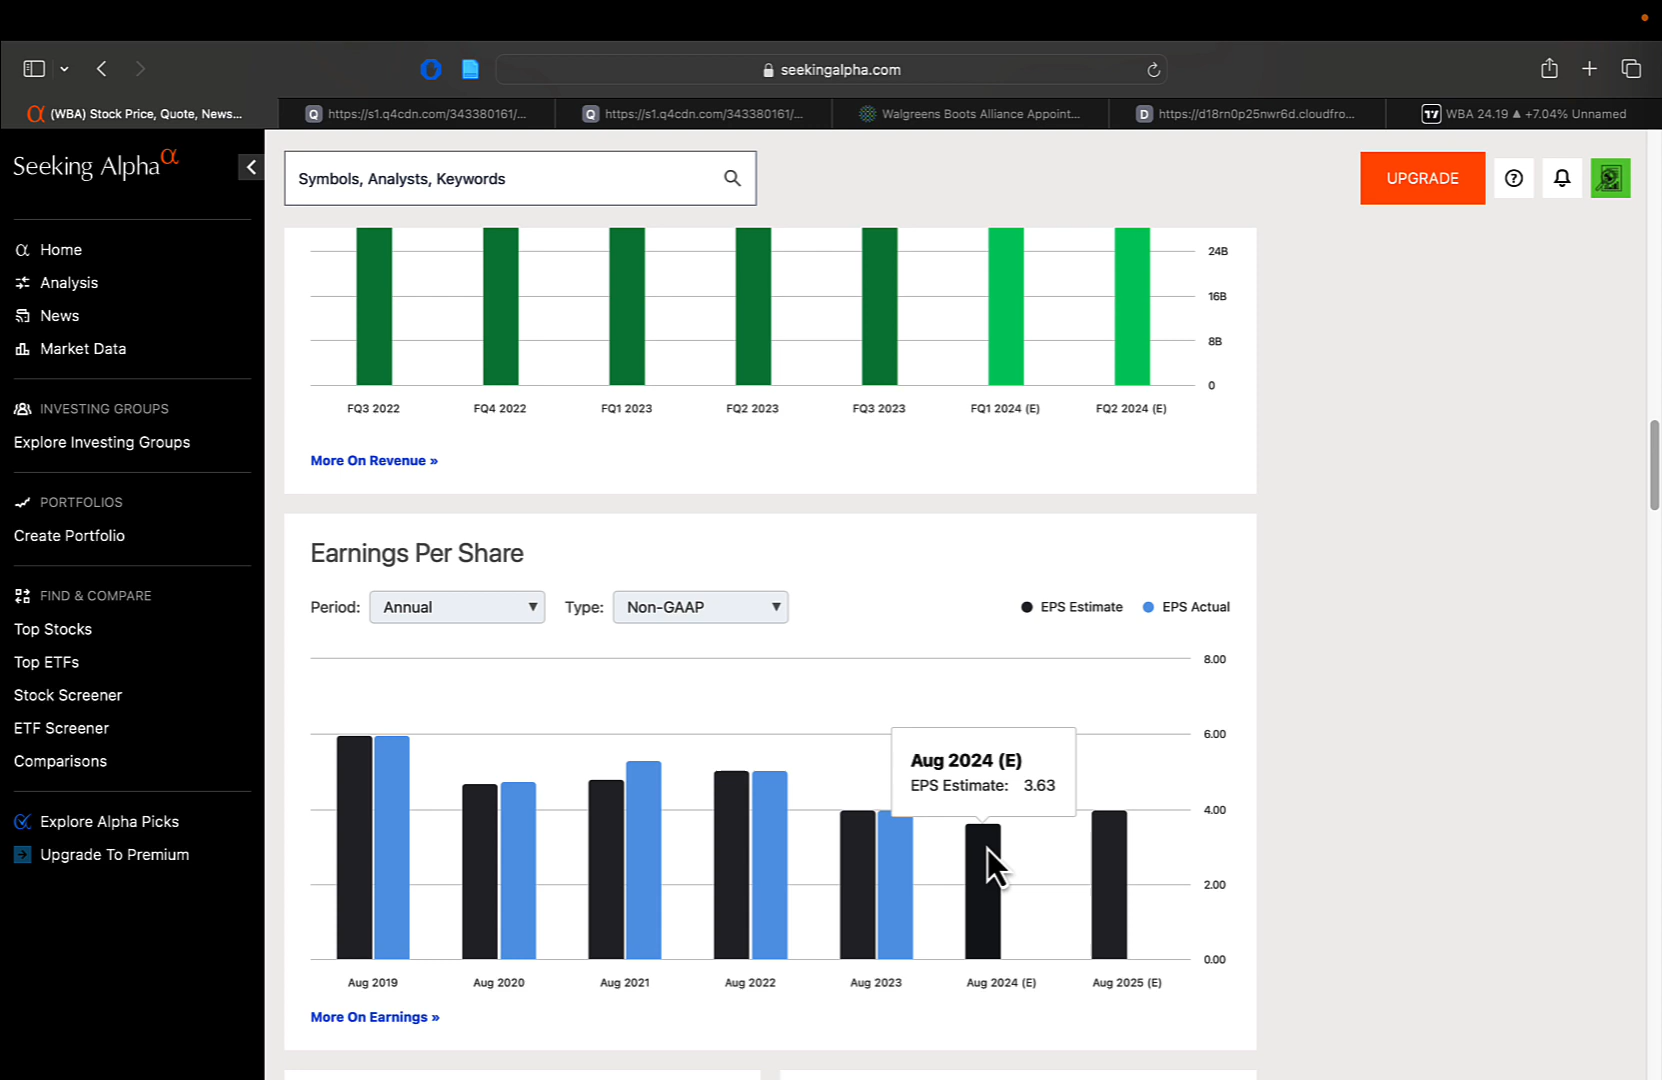 seekingalpha.com
(WBA) Stock Price, Quote, News...
https://s1.q4cdn.com/343380161/...
https://s1.q4cdn.com/343380161/...
Walgreens Boots Alliance Appoint...
https://d18rn0p25nwr6d.cloudfro...
WBA 24.19 ▲ +7.04% Unnamed
Seeking Alpha α
Symbols, Analysts, Keywords
UPGRADE
Home
Analysis
News
Market Data
INVESTING GROUPS
Explore Investing Groups
PORTFOLIOS
Create Portfolio
FIND & COMPARE
Top Stocks
Top ETFs
Stock Screener
ETF Screener
Comparisons
Explore Alpha Picks
Upgrade To Premium
24B
16B
8B
0
FQ3 2022
FQ4 2022
FQ1 2023
FQ2 2023
FQ3 2023
FQ1 2024 (E)
FQ2 2024 (E)
More On Revenue »
Earnings Per Share
Period: Annual
Type: Non-GAAP
EPS Estimate
EPS Actual
8.00
6.00
Aug 2024 (E)
EPS Estimate: 3.63
4.00
2.00
0.00
Aug 2019
Aug 2020
Aug 2021
Aug 2022
Aug 2023
Aug 2024 (E)
Aug 2025 (E)
More On Earnings »